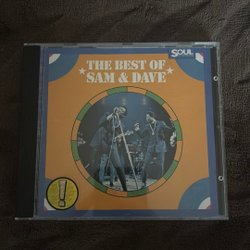 SOUL
THE BEST OF
SAM & DAVE